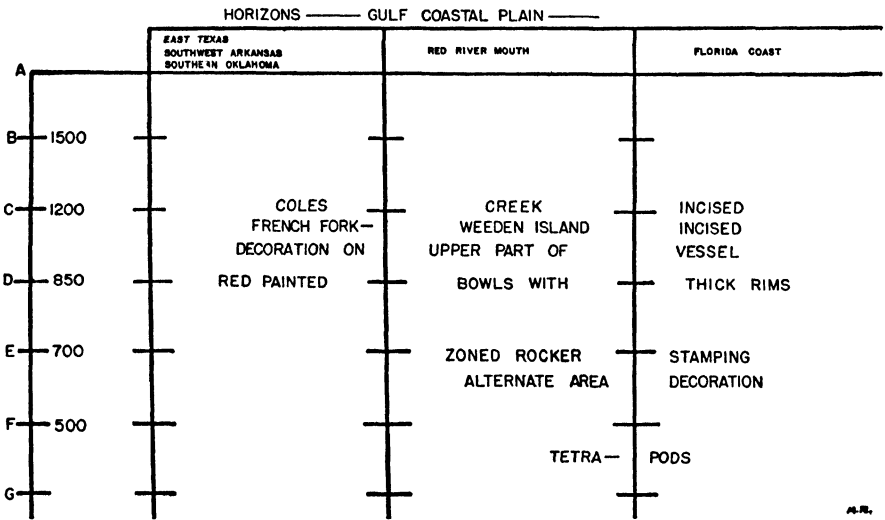 HORIZONS —— GULF COASTAL PLAIN ——
EAST TEXAS
SOUTHWEST ARKANSAS
SOUTHERN OKLAHOMA
RED RIVER MOUTH
FLORIDA COAST
A
B 1500
C 1200 COLES CREEK INCISED
FRENCH FORK— WEEDEN ISLAND INCISED
DECORATION ON UPPER PART OF VESSEL
D 850 RED PAINTED BOWLS WITH THICK RIMS
E 700 ZONED ROCKER STAMPING
ALTERNATE AREA DECORATION
F 500
TETRA— PODS
G